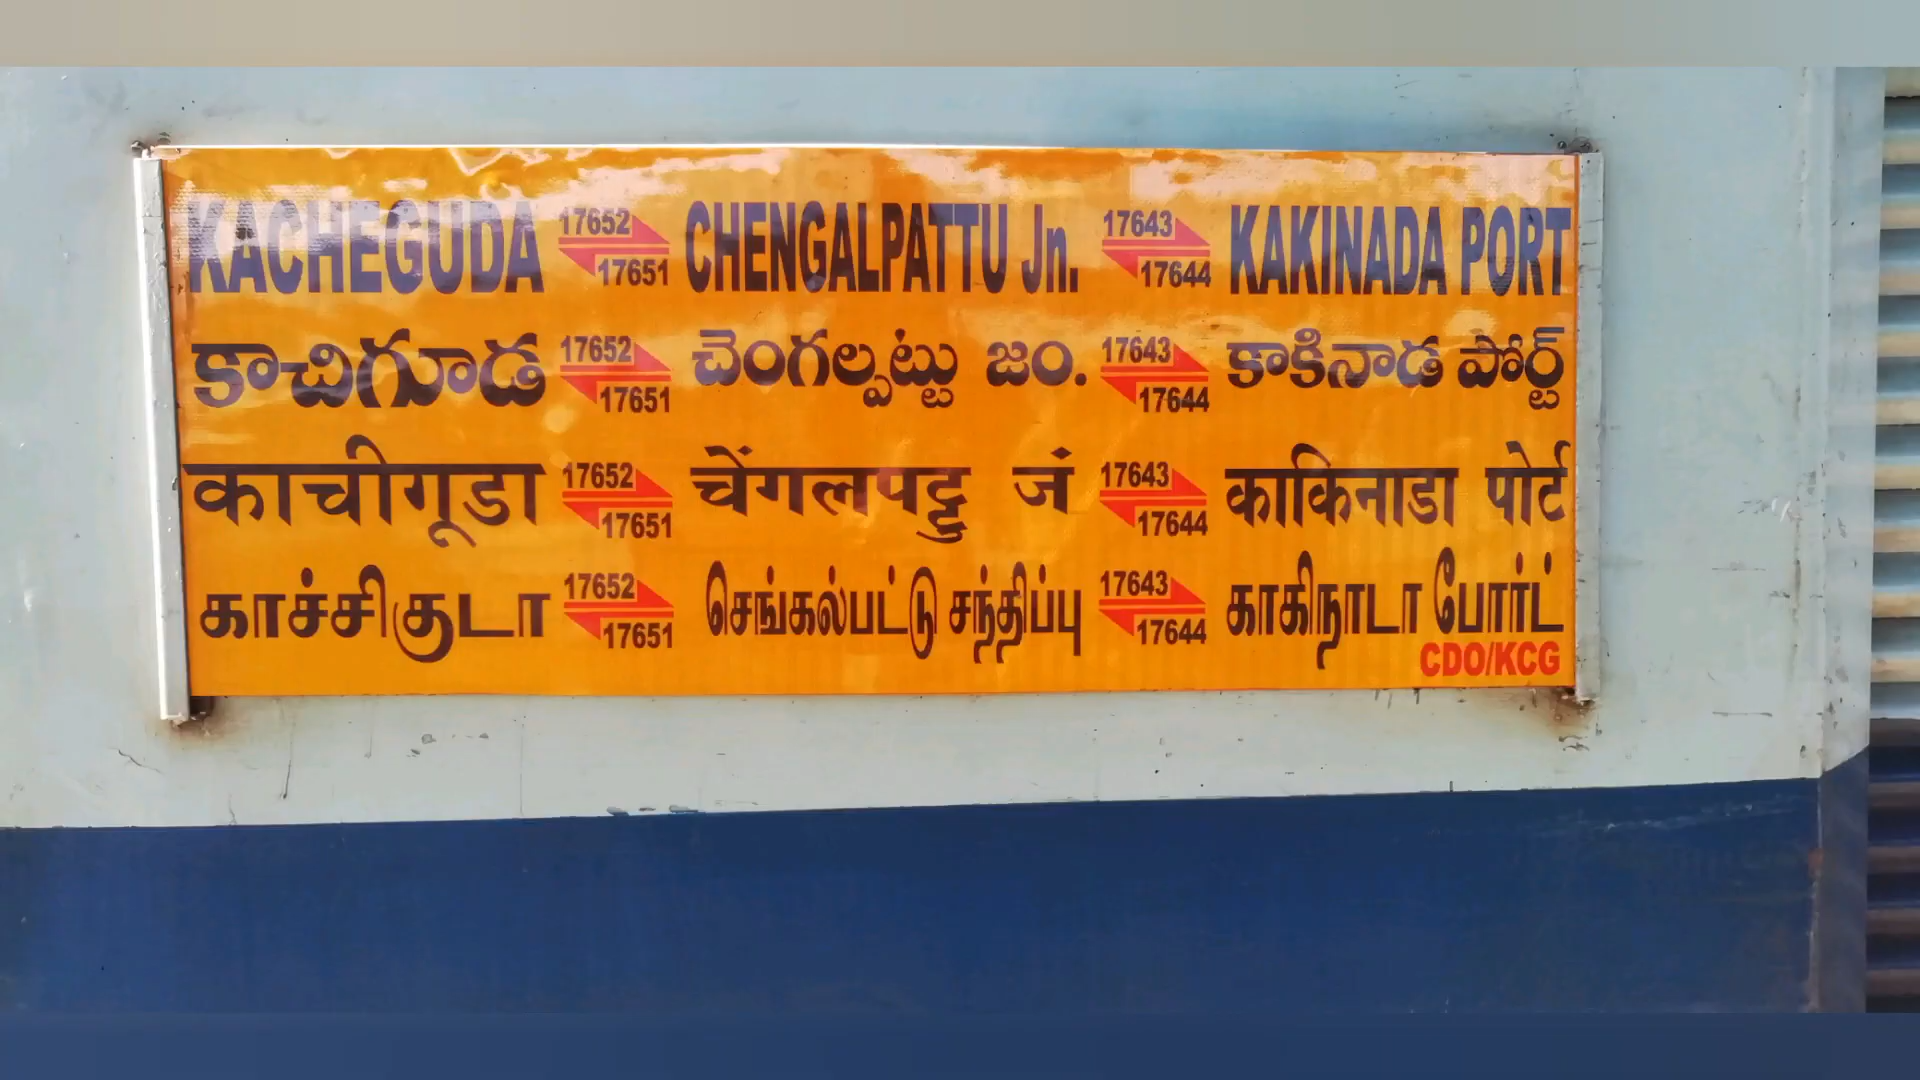 KACHEGUDA 17652 17651 CHENGALPATTU Jn. 17643 17644 KAKINADA PORT
కాచిగూడ 17652 17651 చెంగల్పట్టు జం. 17643 17644 కాకినాడ పోర్ట్
काचीगूडा 17652 17651 चेंगलपट्टु जं 17643 17644 काकिनाडा पोर्ट
காச்சிகுடா 17652 17651 செங்கல்பட்டு சந்திப்பு 17643 17644 காகிநாடா போர்ட்
CDO/KCG